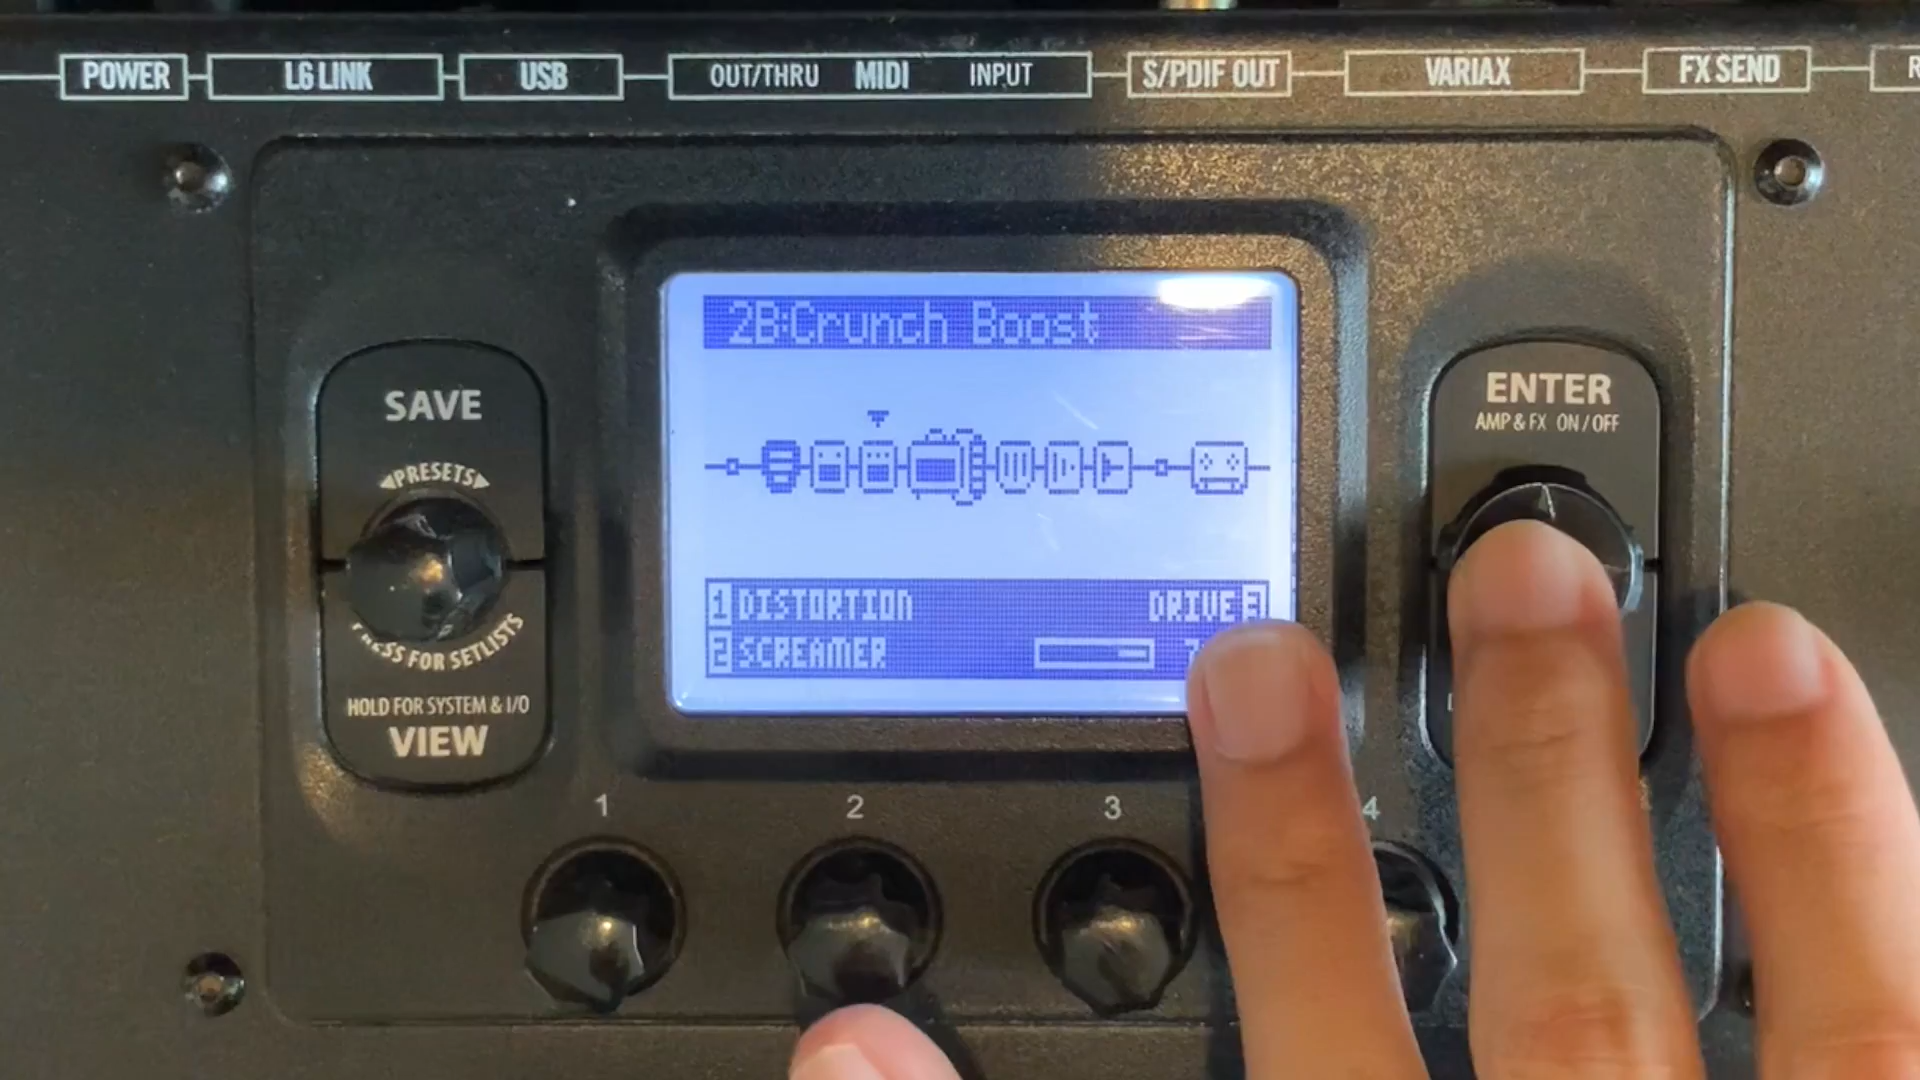 POWER
L6 LINK
USB
OUT/THRU MIDI INPUT
S/PDIF OUT
VARIAX
FX SEND
SAVE
PRESETS
PRESS FOR SETLISTS
HOLD FOR SYSTEM & I/O
VIEW
2B:Crunch Boost
1 DISTORTION
DRIVE 3
2 SCREAMER
ENTER
AMP & FX ON/OFF
1
2
3
4